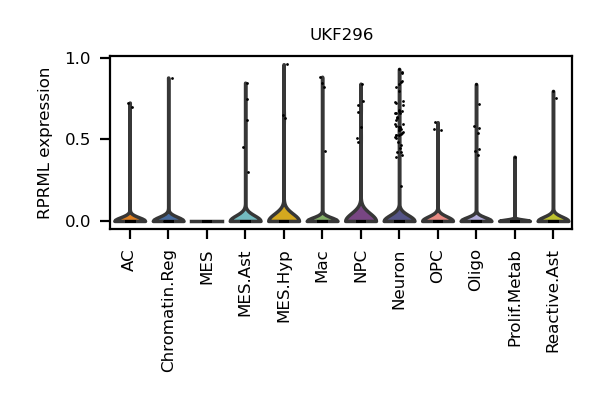 UKF296
RPRML expression
1.0
0.5
0.0
AC
Chromatin.Reg
MES
MES.Ast
MES.Hyp
Mac
NPC
Neuron
OPC
Oligo
Prolif.Metab
Reactive.Ast